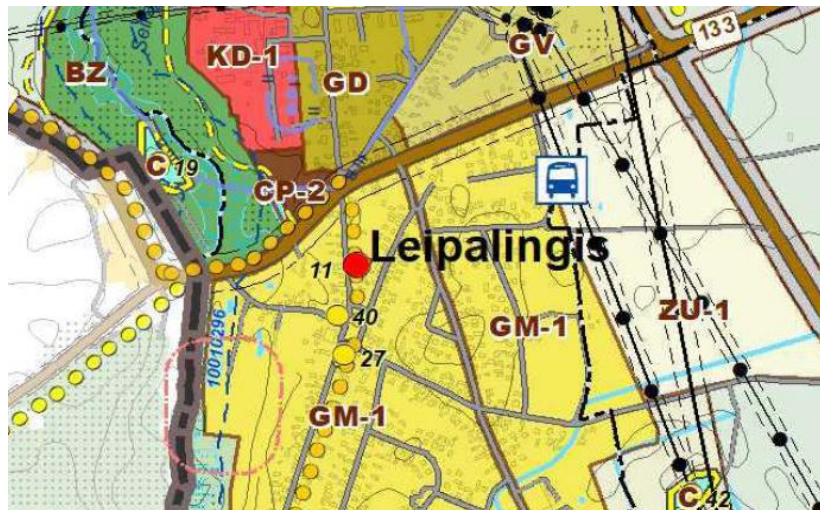 133
GV
KD-1
GD
BZ
C 19
CP-2
11
Leipalingis
40
ZU-1
GM-1
27
10010296
GM-1
C 42